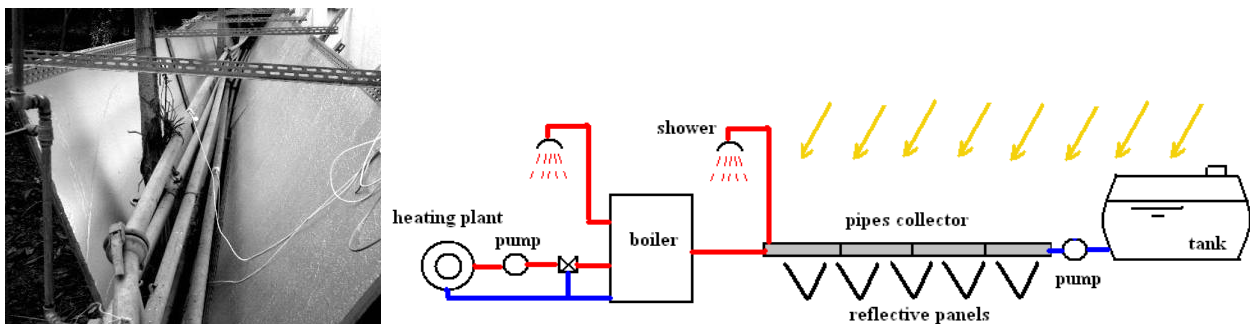 shower
heating plant
pump
boiler
pipes collector
tank
pump
reflective panels